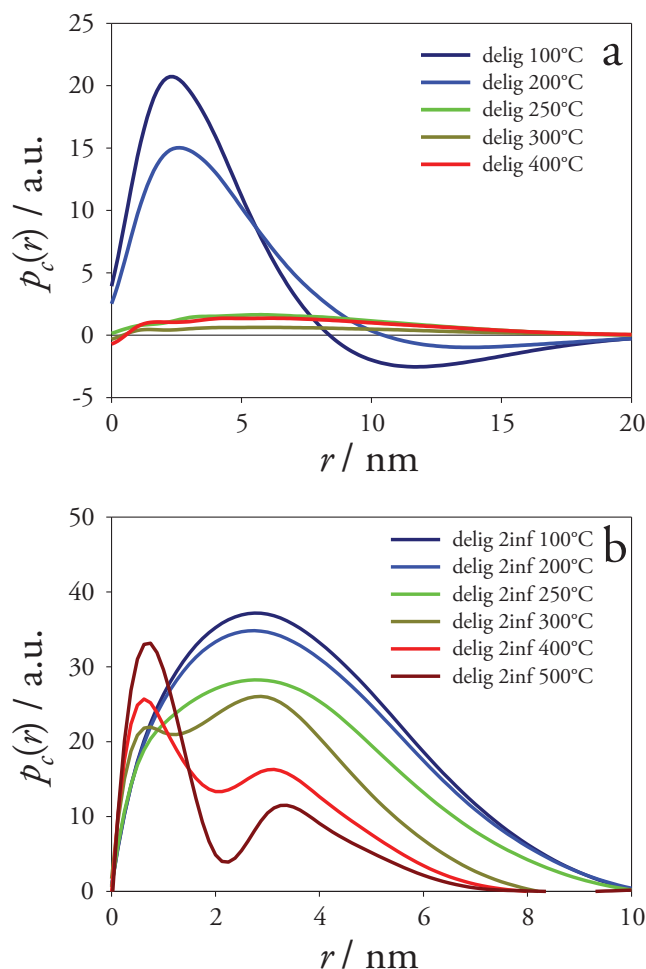 25
20
15
10
5
0
-5
p_c(r) / a.u.
a
delig 100°C
delig 200°C
delig 250°C
delig 300°C
delig 400°C
0
5
10
15
20
r / nm
50
40
30
20
10
0
p_c(r) / a.u.
b
delig 2inf 100°C
delig 2inf 200°C
delig 2inf 250°C
delig 2inf 300°C
delig 2inf 400°C
delig 2inf 500°C
0
2
4
6
8
10
r / nm